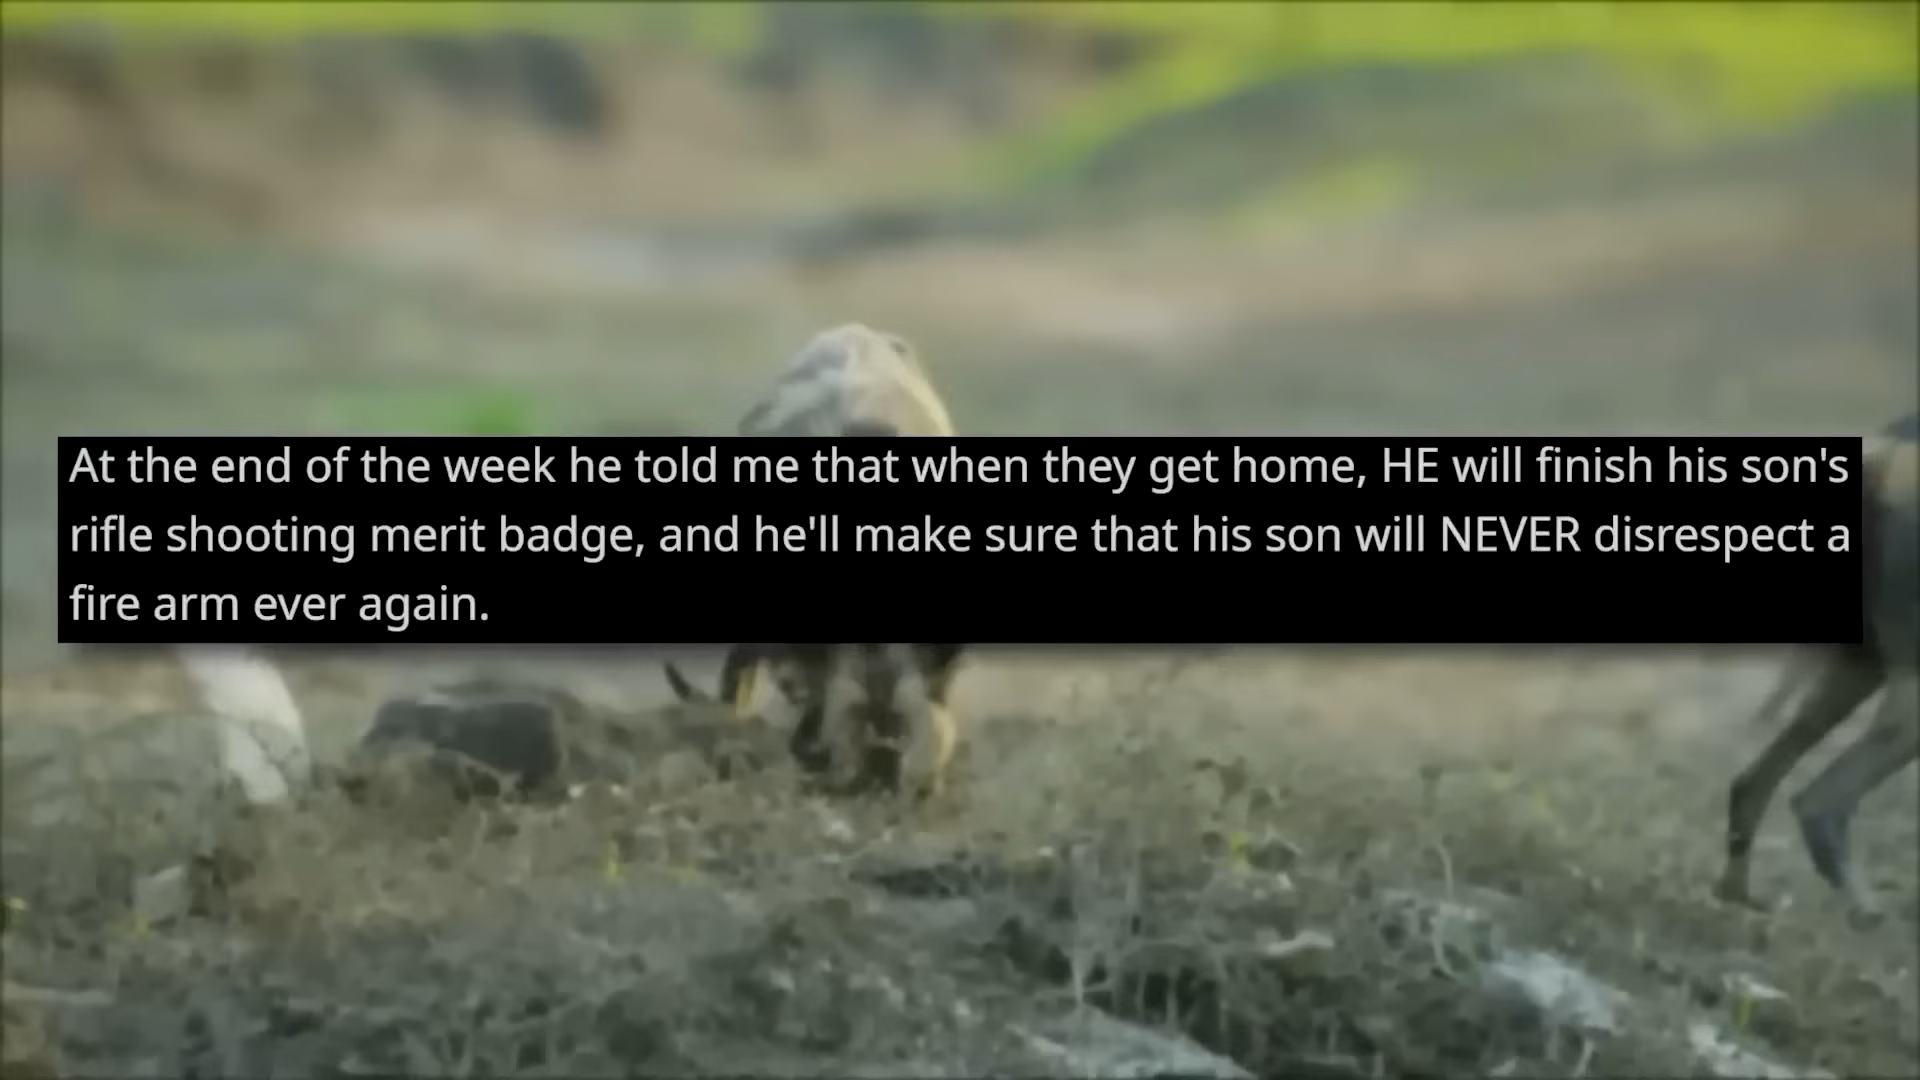 At the end of the week he told me that when they get home, HE will finish his son's
rifle shooting merit badge, and he'll make sure that his son will NEVER disrespect a
fire arm ever again.